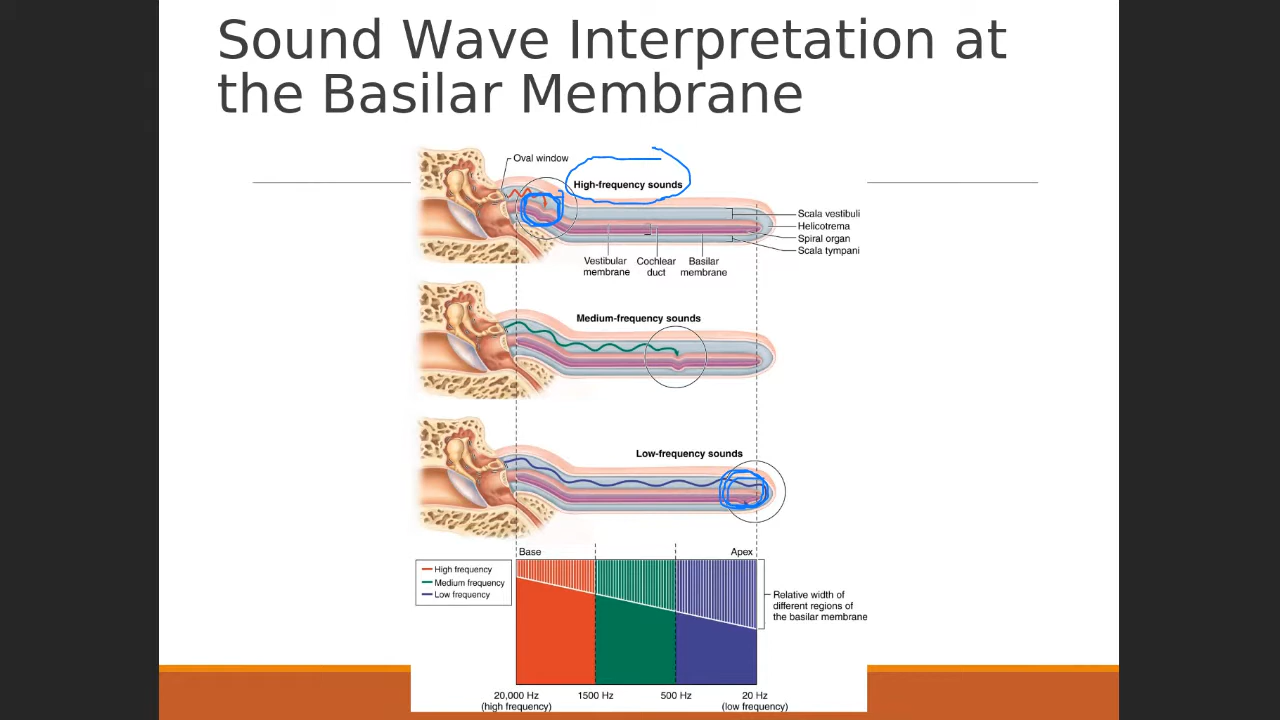 Sound Wave Interpretation at
the Basilar Membrane
Oval window
High-frequency sounds
Scala vestibuli
Helicotrema
Spiral organ
Scala tympani
Vestibular
membrane
Cochlear
duct
Basilar
membrane
Medium-frequency sounds
Low-frequency sounds
Base
Apex
High frequency
Medium frequency
Low frequency
Relative width of
different regions of
the basilar membrane
20,000 Hz
(high frequency)
1500 Hz
500 Hz
20 Hz
(low frequency)